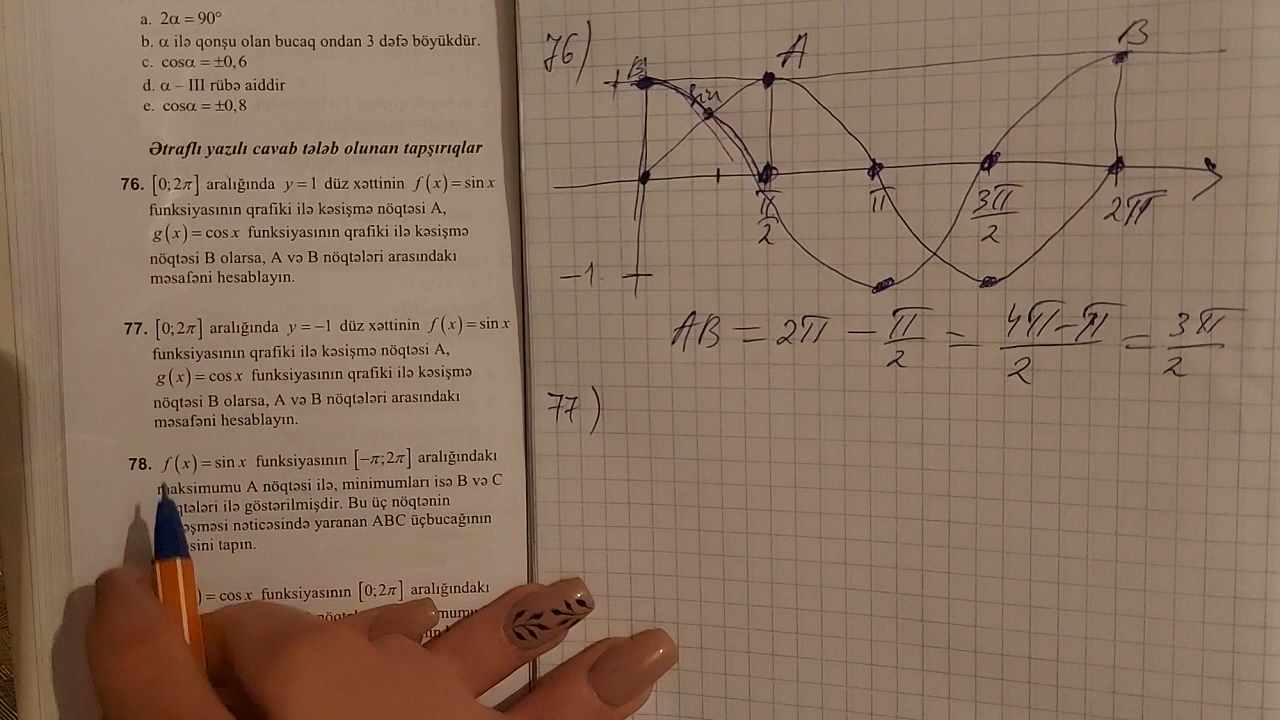 a. 2α = 90°
b. α ilə qonşu olan bucaq ondan 3 dəfə böyükdür.
c. cosα = ±0,6
d. α – III rübə aiddir
e. cosα = ±0,8
Ətraflı yazılı cavab tələb olunan tapşırıqlar
76. [0;2π] aralığında y=1 düz xəttinin f(x)=sin x
funksiyasının qrafiki ilə kəsişmə nöqtəsi A,
g(x)=cos x funksiyasının qrafiki ilə kəsişmə
nöqtəsi B olarsa, A və B nöqtələri arasındakı
məsafəni hesablayın.
77. [0;2π] aralığında y=−1 düz xəttinin f(x)=sin x
funksiyasının qrafiki ilə kəsişmə nöqtəsi A,
g(x)=cos x funksiyasının qrafiki ilə kəsişmə
nöqtəsi B olarsa, A və B nöqtələri arasındakı
məsafəni hesablayın.
78. f(x)=sin x funksiyasının [−π;2π] aralığındakı
maksimumu A nöqtəsi ilə, minimumları isə B və C
ilə göstərilmişdir. Bu üç nöqtənin
nəticəsində yaranan ABC üçbucağının
tapın.
)=cos x funksiyasının [0;2π] aralığındakı
76)
B
A
B
π/2
π
3π/2
2π
−1
AB = 2π − π/2 = (4π−π)/2 = 3π/2
77)